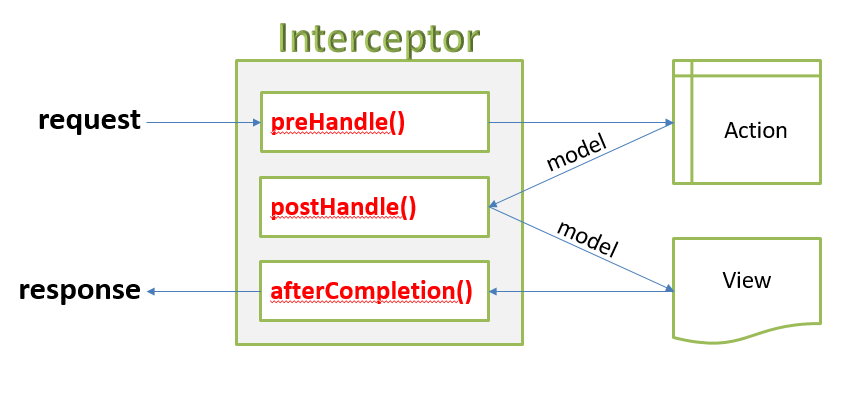 Interceptor
request
preHandle()
Action
model
postHandle()
model
View
response
afterCompletion()